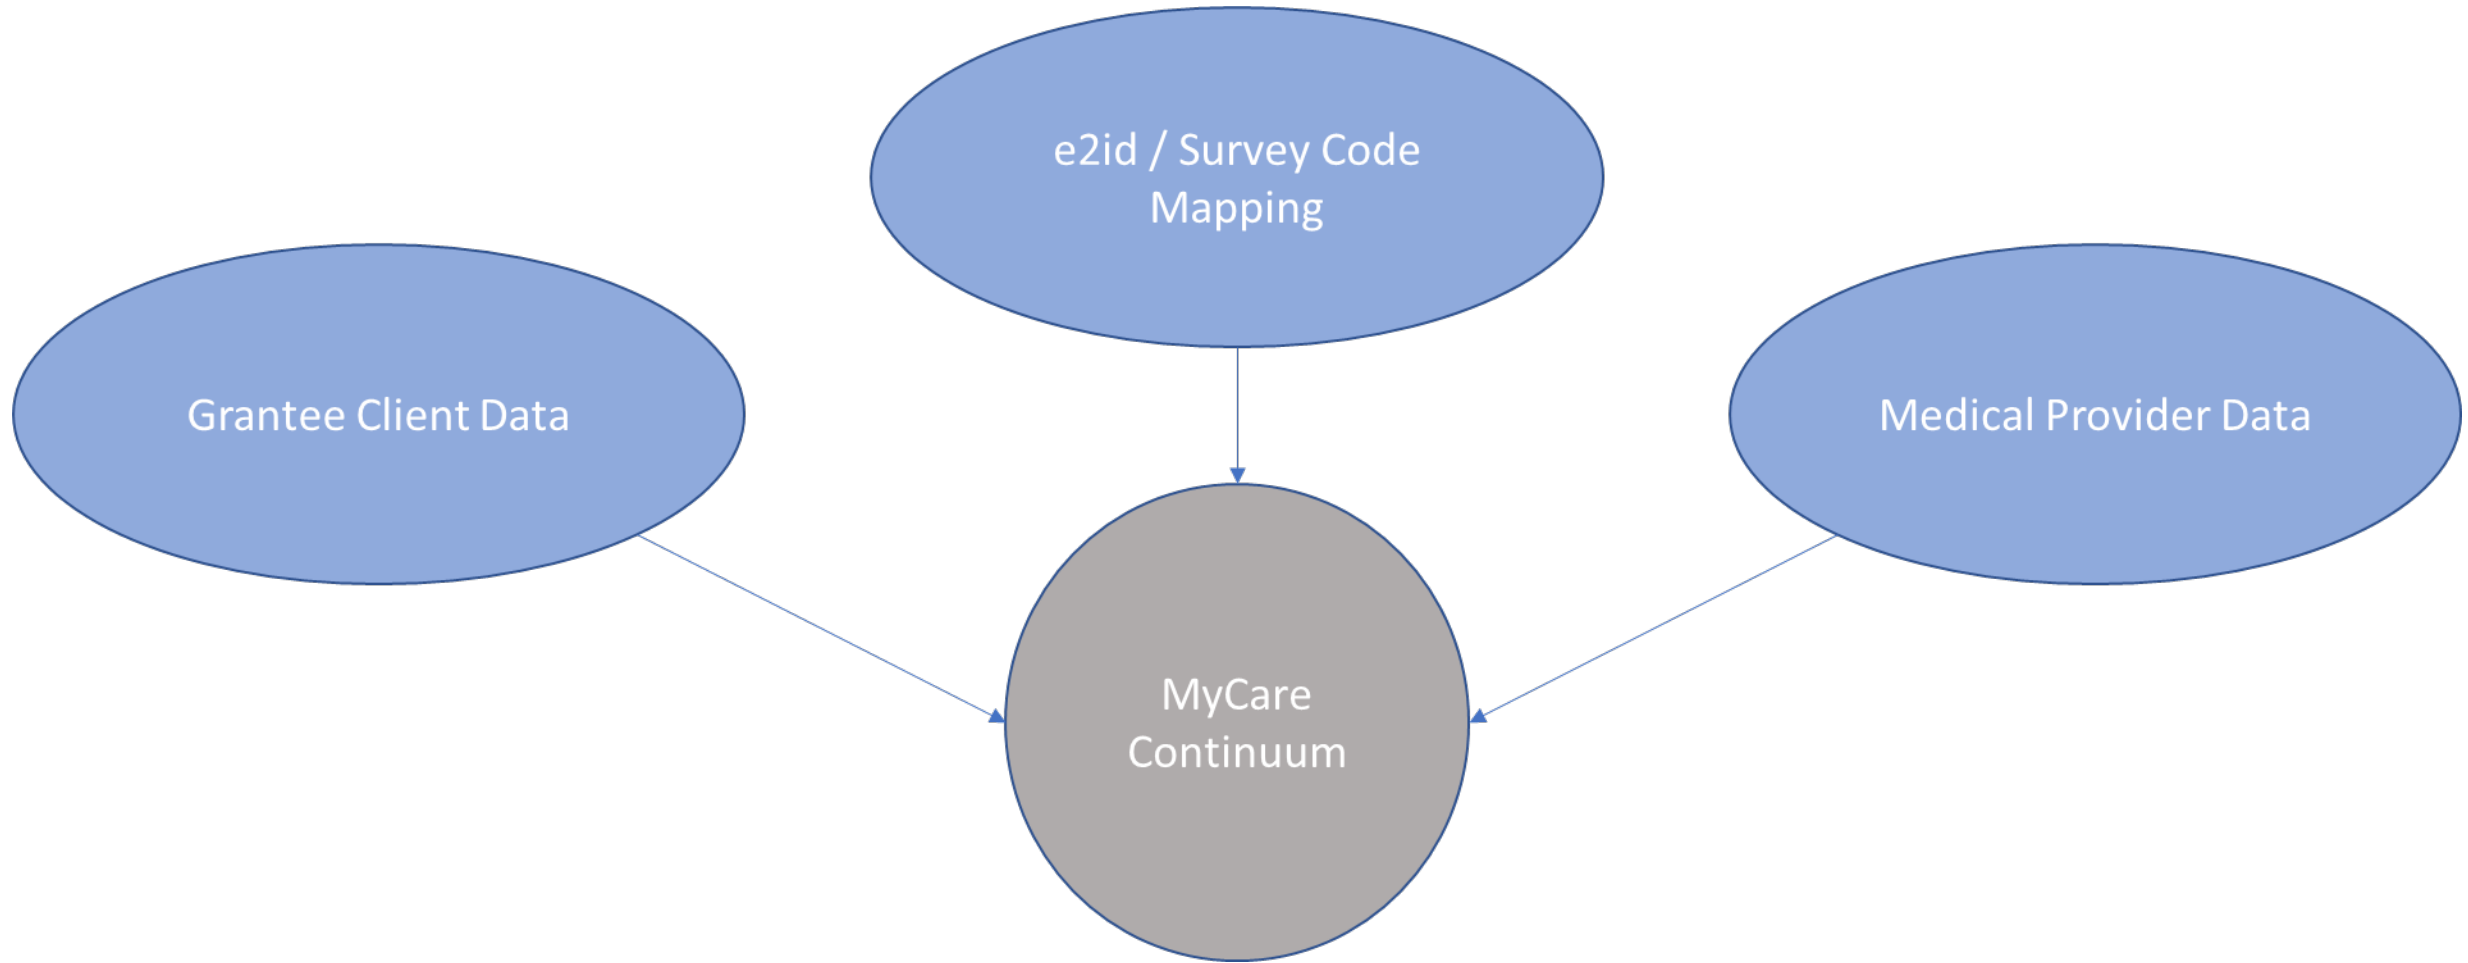 e2id / Survey Code
Mapping
Grantee Client Data
Medical Provider Data
MyCare
Continuum